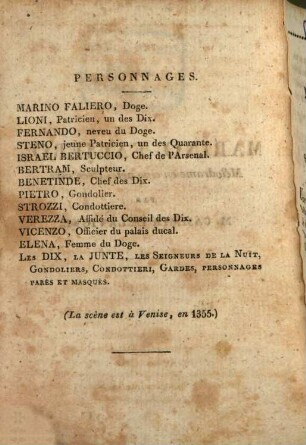 PERSONNAGES.
MARINO FALIERO, Doge.
LIONI, Patricien, un des Dix.
FERNANDO, neveu du Doge.
STENO, jeune Patricien, un des Quarante.
ISRAEL BERTUCCIO, Chef de l'Arsenal.
BERTRAM, Sculpteur.
BENETINDE, Chef des Dix.
PIETRO, Gondolier.
STROZZI, Condottiere.
VEREZZA, Affidé du Conseil des Dix.
VICENZO, Officier du palais ducal.
ELENA, Femme du Doge.
LES DIX, LA JUNTE, LES SEIGNEURS DE LA NUIT,
GONDOLIERS, CONDOTTIERI, GARDES, PERSONNAGES
PARÉS ET MASQUÉS.
(La scène est à Venise, en 1355.)